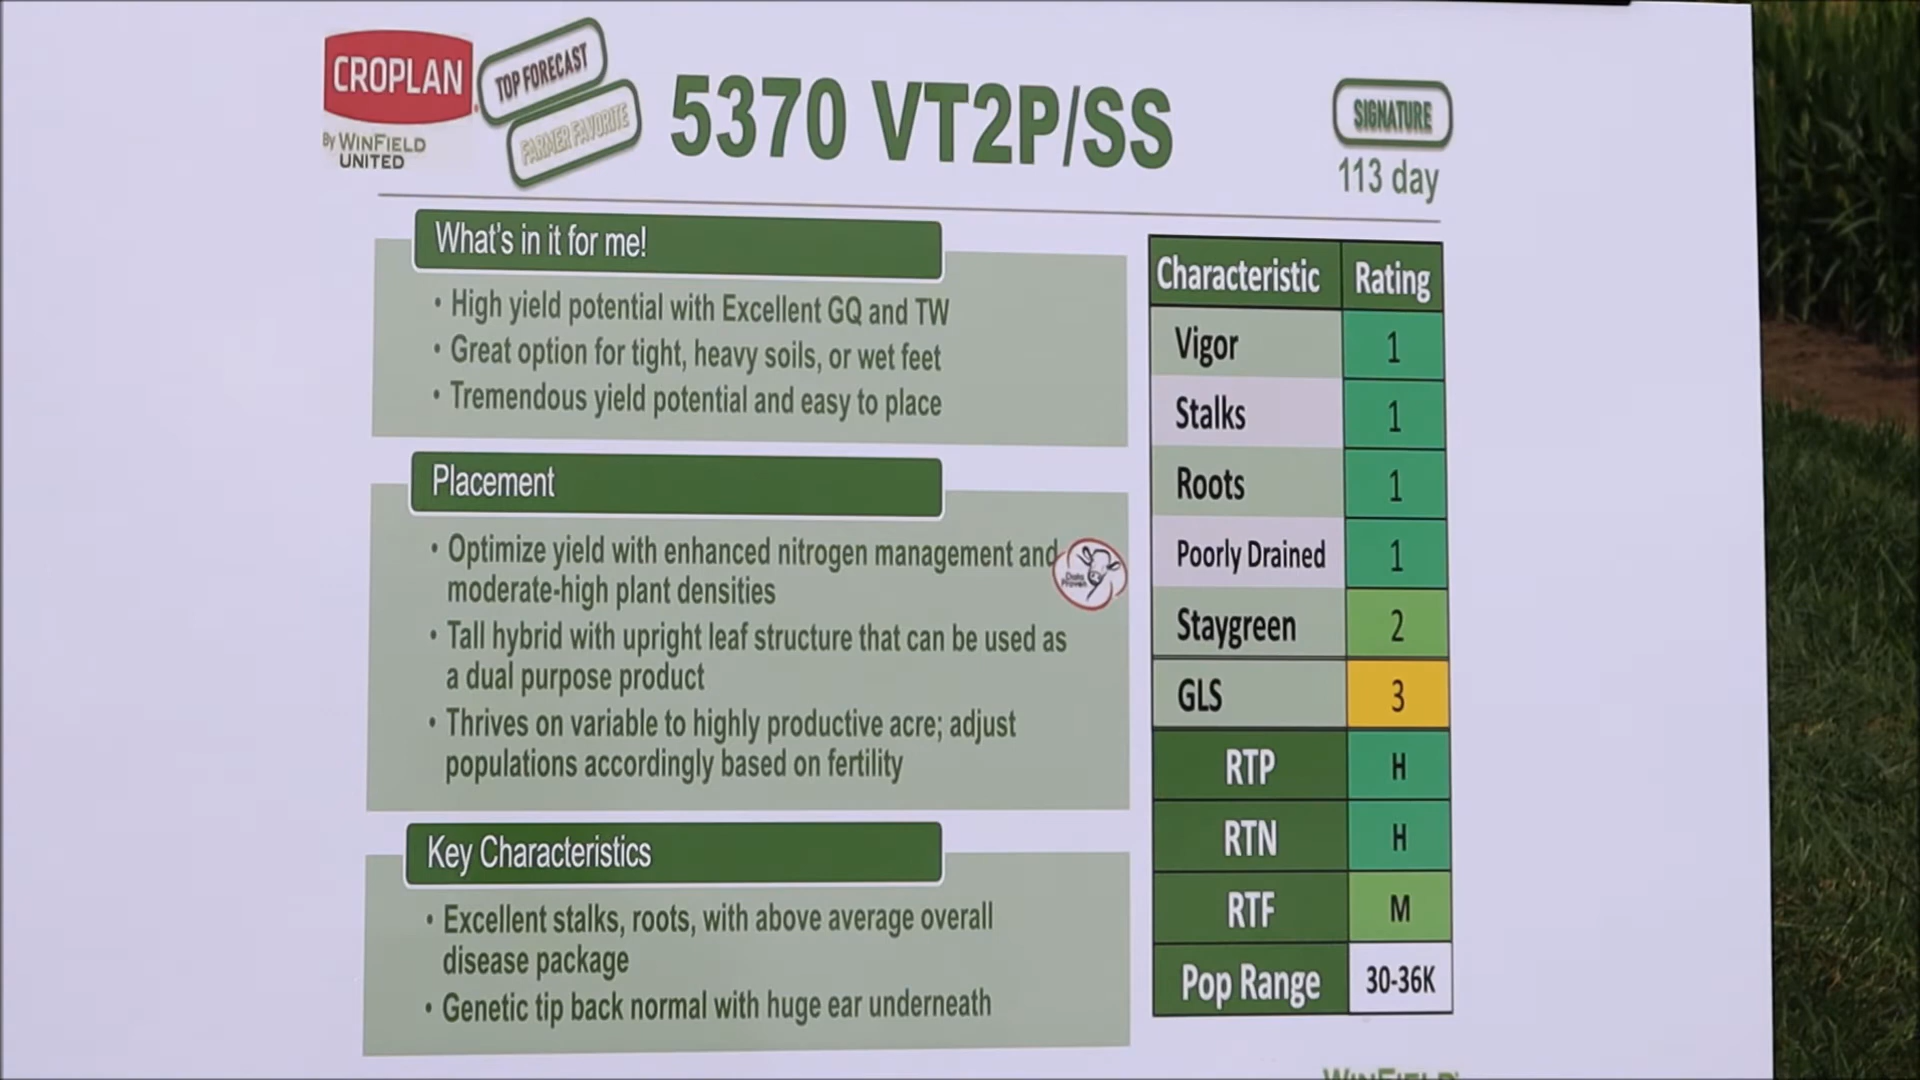 CROPLAN
By WINFIELD
UNITED
TOP FORECAST
FARMER FAVORITE
5370 VT2P/SS
SIGNATURE
113 day
What's in it for me!
• High yield potential with Excellent GQ and TW
• Great option for tight, heavy soils, or wet feet
• Tremendous yield potential and easy to place
Placement
• Optimize yield with enhanced nitrogen management and
moderate-high plant densities
Data
Proven
• Tall hybrid with upright leaf structure that can be used as
a dual purpose product
• Thrives on variable to highly productive acre; adjust
populations accordingly based on fertility
Key Characteristics
• Excellent stalks, roots, with above average overall
disease package
• Genetic tip back normal with huge ear underneath
Characteristic Rating
Vigor 1
Stalks 1
Roots 1
Poorly Drained 1
Staygreen 2
GLS 3
RTP H
RTN H
RTF M
Pop Range 30-36K
WINFIELD